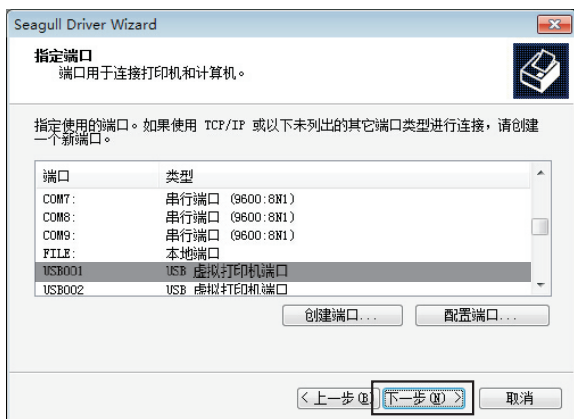 Seagull Driver Wizard
指定端口
端口用于连接打印机和计算机。
指定使用的端口。如果使用 TCP/IP 或以下未列出的其它端口类型进行连接，请创建
一个新端口。
端口 类型
COM7: 串行端口 (9600:8N1)
COM8: 串行端口 (9600:8N1)
COM9: 串行端口 (9600:8N1)
FILE: 本地端口
USB001 USB 虚拟打印机端口
USB002 USB 虚拟打印机端口
创建端口... 配置端口...
< 上一步(B) 下一步(N) > 取消